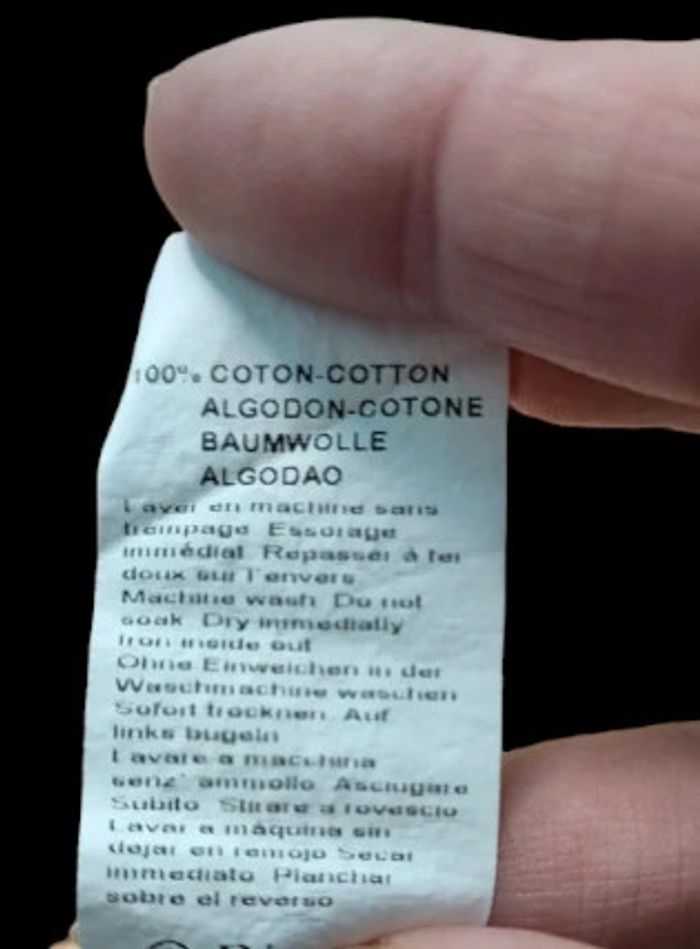 100% COTON-COTTON
ALGODON-COTONE
BAUMWOLLE
ALGODAO
Laver en machine sans
trempage Essorage
immédial Repasser à fer
doux sur l'envers
Machine wash Do not
soak Dry immedially
Iron inside out
Ohne Einweichen in der
Waschmachine waschen
Sofort trocknen Auf
links bugeln
Lavare a macchina
senz' ammollo Asciugare
Subito Stirare a rovescio
Lavar a máquina sin
dejar en remojo Secar
immediato Planchar
sobre el reverso